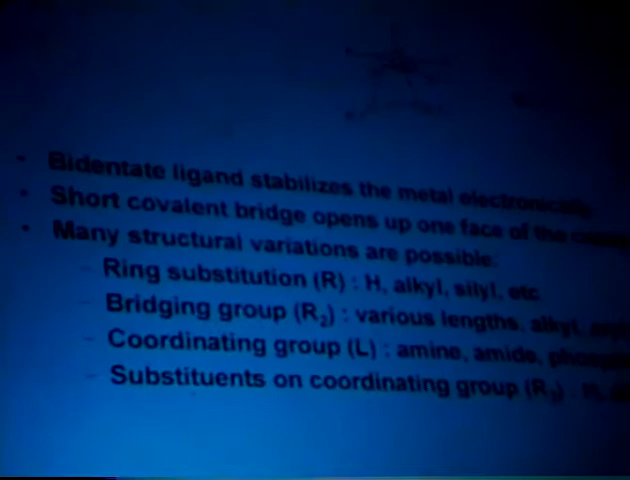 • Bidentate ligand stabilizes the metal electronically
• Short covalent bridge opens up one face of the
• Many structural variations are possible:
– Ring substitution (R) : H, alkyl, silyl, etc
– Bridging group (R₂) : various lengths, alkyl,
– Coordinating group (L) : amine, amide,
– Substituents on coordinating group (R₃) :